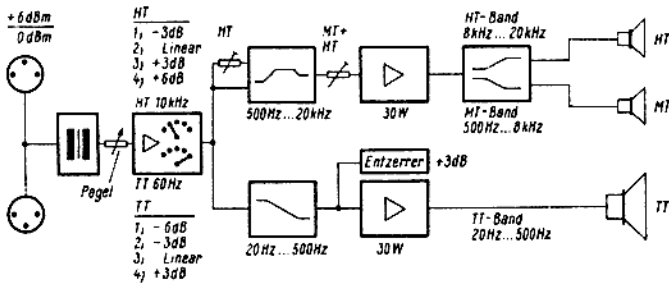 +6dBm
0dBm
HT
1, -3dB
2, Linear
3, +3dB
4, +6dB
HT 10kHz
TT 60Hz
Pegel
TT
1, -6dB
2, -3dB
3, Linear
4, +3dB
HT
500Hz...20kHz
MT+
HT
30W
HT-Band
8kHz...20kHz
MT-Band
500Hz...8kHz
HT
MT
20Hz...500Hz
Entzerrer
+3dB
30W
TT-Band
20Hz...500Hz
TT